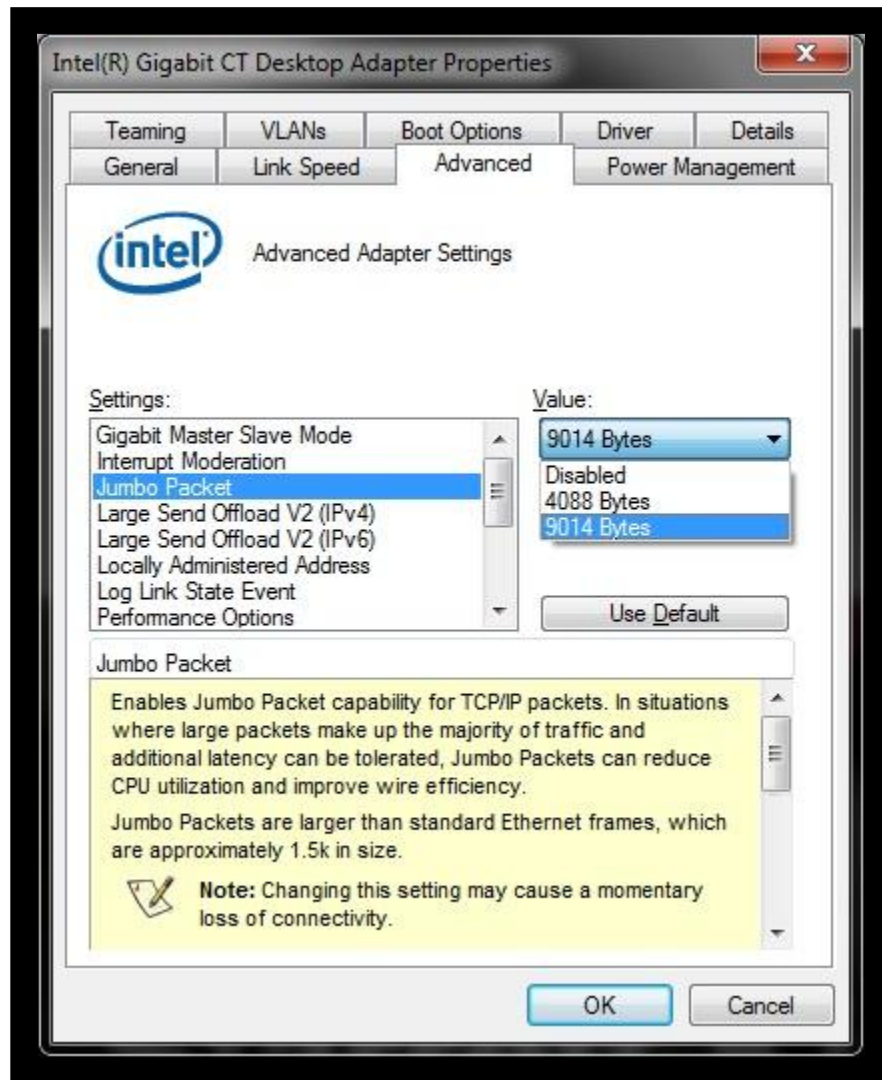 Intel(R) Gigabit CT Desktop Adapter Properties
Teaming VLANs Boot Options Driver Details
General Link Speed Advanced Power Management
intel
Advanced Adapter Settings
Settings:
Gigabit Master Slave Mode
Interrupt Moderation
Jumbo Packet
Large Send Offload V2 (IPv4)
Large Send Offload V2 (IPv6)
Locally Administered Address
Log Link State Event
Performance Options
Value:
9014 Bytes
Disabled
4088 Bytes
9014 Bytes
Use Default
Jumbo Packet
Enables Jumbo Packet capability for TCP/IP packets. In situations
where large packets make up the majority of traffic and
additional latency can be tolerated, Jumbo Packets can reduce
CPU utilization and improve wire efficiency.
Jumbo Packets are larger than standard Ethernet frames, which
are approximately 1.5k in size.
Note: Changing this setting may cause a momentary
loss of connectivity.
OK Cancel